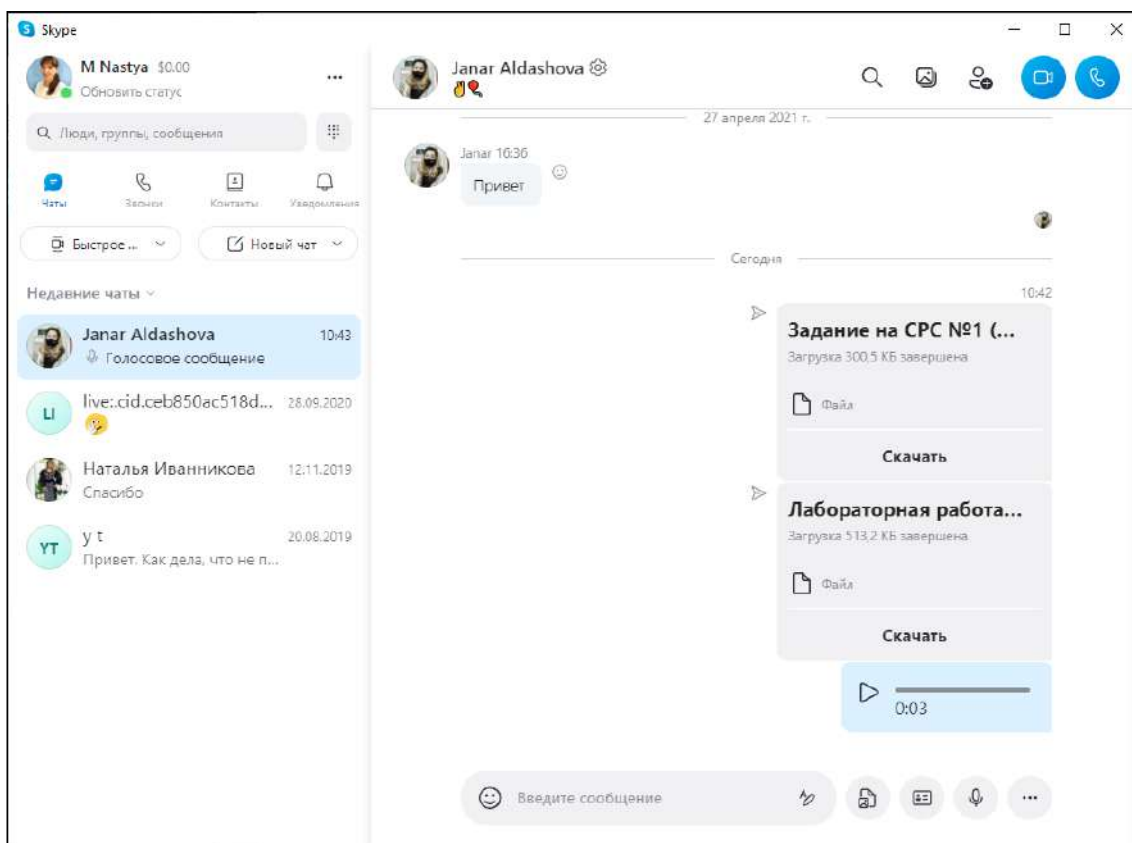 Skype
M Nastya $0.00
Обновить статус
Люди, группы, сообщения
Чаты Звонки Контакты Уведомления
Быстрое ... Новый чат
Недавние чаты
Janar Aldashova 10:43
Голосовое сообщение
LI live:.cid.ceb850ac518d... 28.09.2020
Наталья Иванникова 12.11.2019
Спасибо
YT y t 20.08.2019
Привет. Как дела, что не п...
Janar Aldashova
27 апреля 2021 г.
Janar 16:36
Привет
Сегодня
10:42
Задание на СРС №1 (...
Загрузка 300,5 КБ завершена
Файл
Скачать
Лабораторная работа...
Загрузка 513,2 КБ завершена
Файл
Скачать
0:03
Введите сообщение